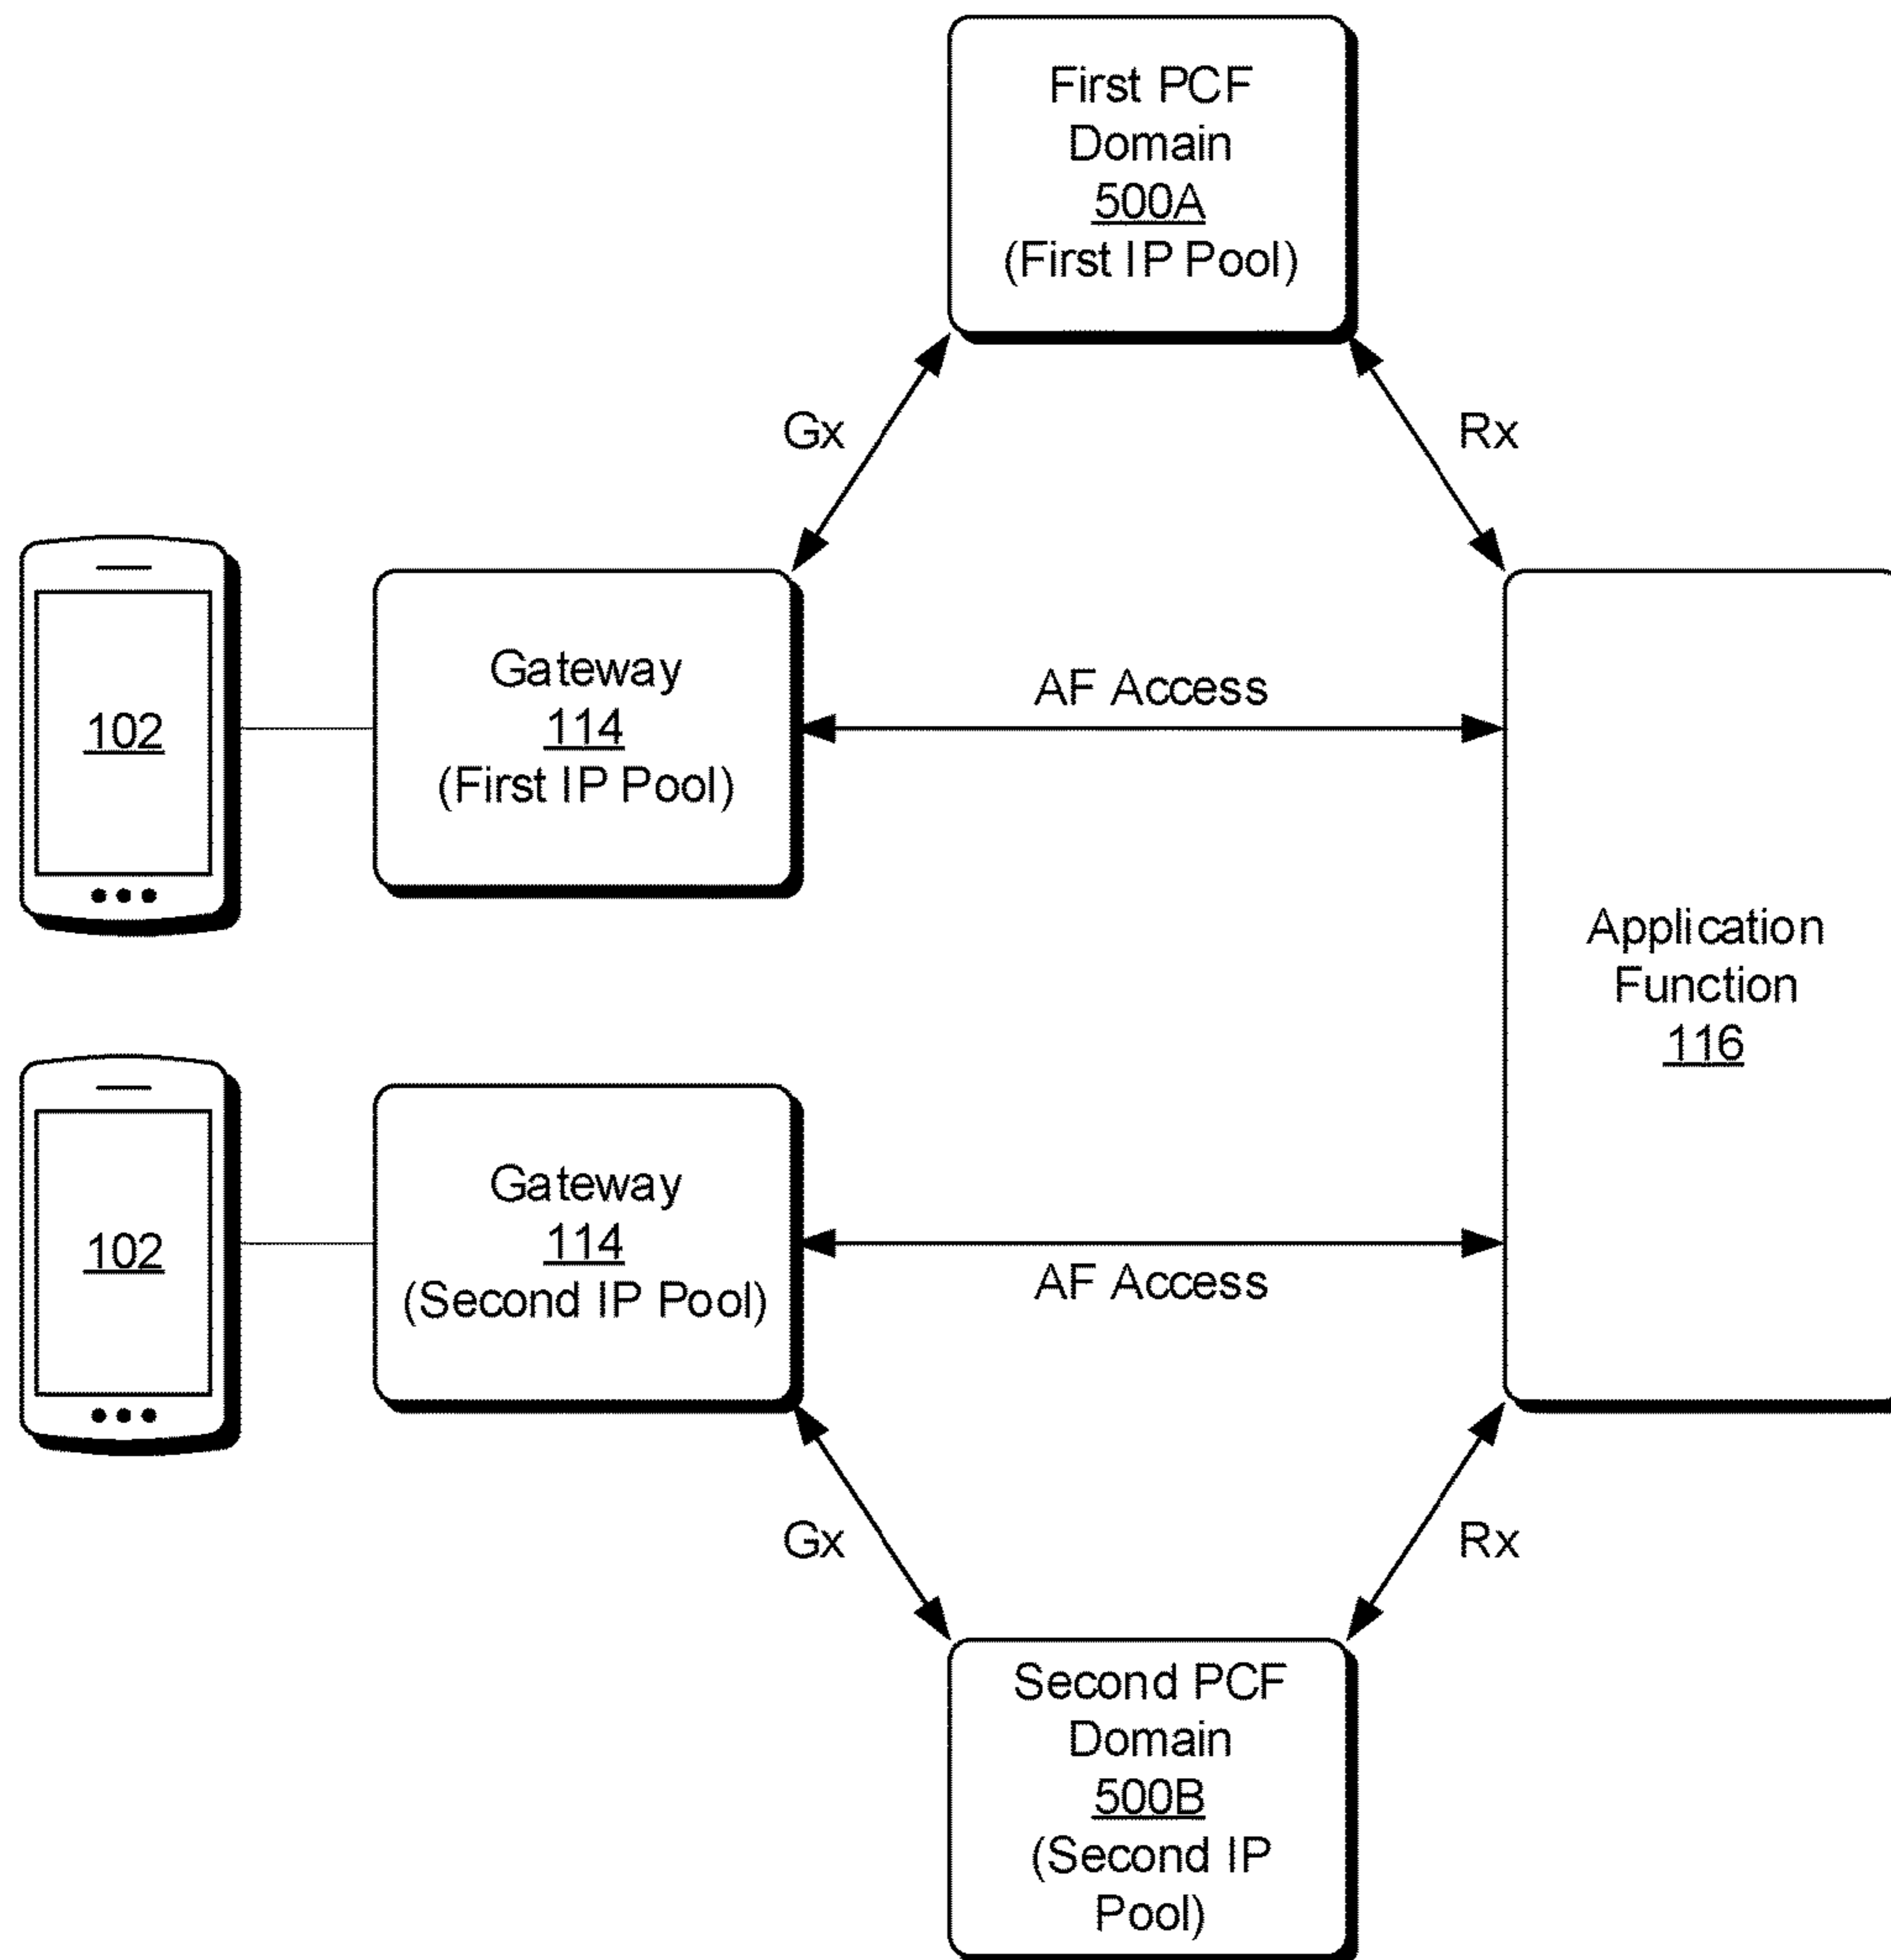 First PCF
Domain
500A
(First IP Pool)
Gx
Rx
102
Gateway
114
(First IP Pool)
AF Access
Application
Function
116
102
Gateway
114
(Second IP Pool)
AF Access
Gx
Rx
Second PCF
Domain
500B
(Second IP
Pool)